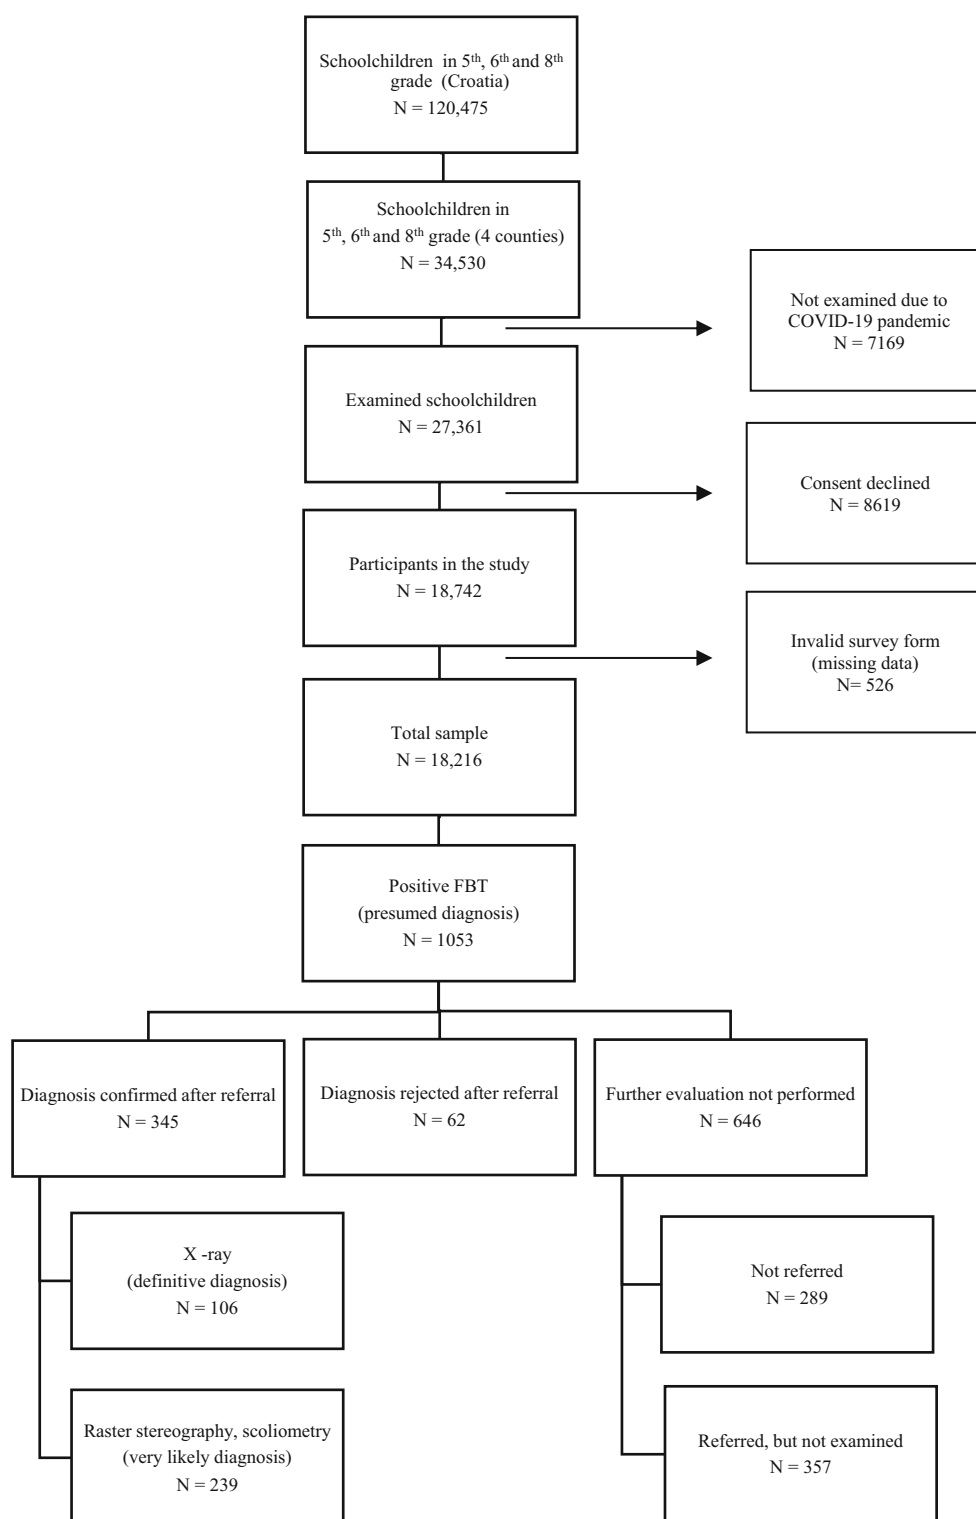 Schoolchildren in 5th, 6th and 8th
grade (Croatia)
N = 120,475
Schoolchildren in
5th, 6th and 8th grade (4 counties)
N = 34,530
Not examined due to
COVID-19 pandemic
N = 7169
Examined schoolchildren
N = 27,361
Consent declined
N = 8619
Participants in the study
N = 18,742
Invalid survey form
(missing data)
N= 526
Total sample
N = 18,216
Positive FBT
(presumed diagnosis)
N = 1053
Diagnosis confirmed after referral
N = 345
Diagnosis rejected after referral
N = 62
Further evaluation not performed
N = 646
X -ray
(definitive diagnosis)
N = 106
Not referred
N = 289
Raster stereography, scoliometry
(very likely diagnosis)
N = 239
Referred, but not examined
N = 357